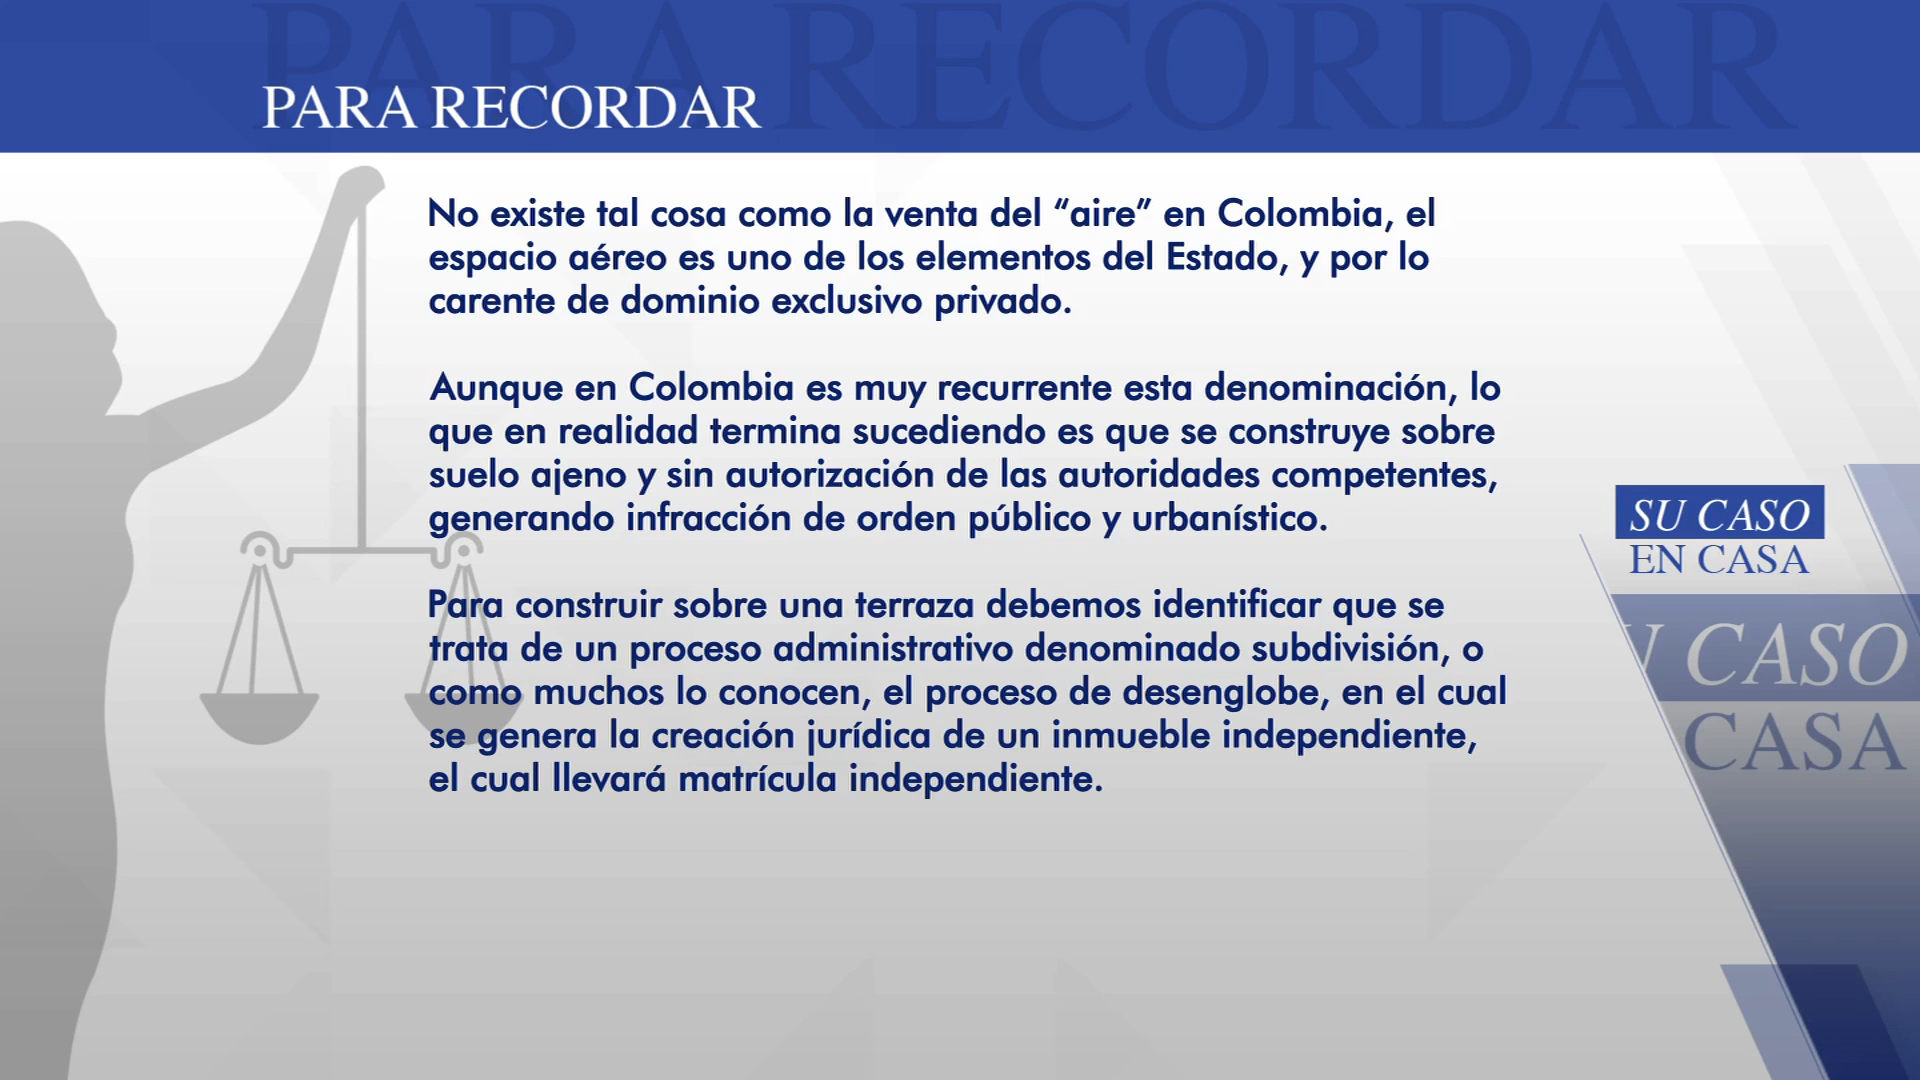 PARA RECORDAR
PARA RECORDAR
No existe tal cosa como la venta del “aire” en Colombia, el
espacio aéreo es uno de los elementos del Estado, y por lo
carente de dominio exclusivo privado.
Aunque en Colombia es muy recurrente esta denominación, lo
que en realidad termina sucediendo es que se construye sobre
suelo ajeno y sin autorización de las autoridades competentes,
generando infracción de orden público y urbanístico.
Para construir sobre una terraza debemos identificar que se
trata de un proceso administrativo denominado subdivisión, o
como muchos lo conocen, el proceso de desenglobe, en el cual
se genera la creación jurídica de un inmueble independiente,
el cual llevará matrícula independiente.
SU CASO
EN CASA
U CASO
CASA